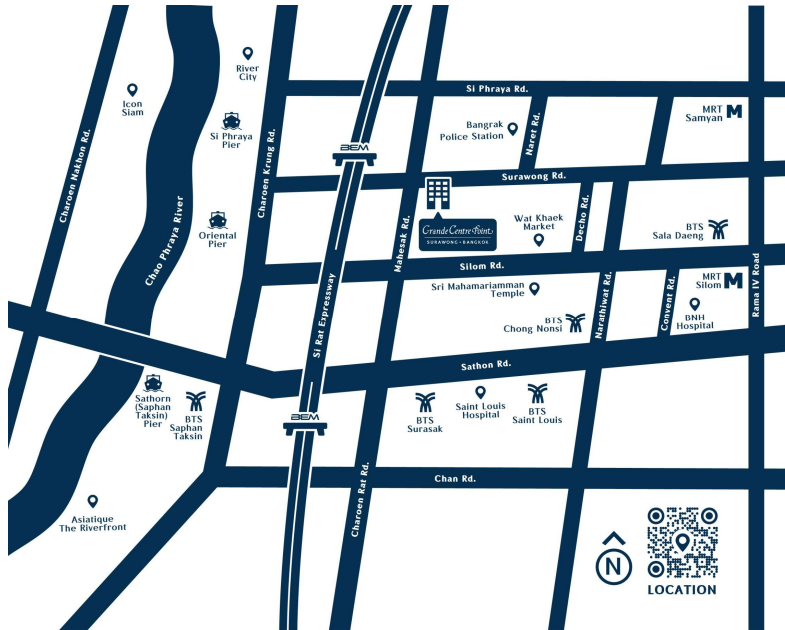 River
City
Icon
Siam
Si Phraya
Pier
Oriental
Pier
Charoen Nakhon Rd.
Chao Phraya River
Charoen Krung Rd.
BEM
Si Rat Expressway
Mahesak Rd.
Si Phraya Rd.
Bangrak
Police Station
Naret Rd.
MRT
Samyan
Surawong Rd.
Grande Centre Point
SURAWONG • BANGKOK
Wat Khaek
Market
Decho Rd.
BTS
Sala Daeng
Silom Rd.
Sri Mahamariamman
Temple
BTS
Chong Nonsi
Narathiwat Rd.
Convent Rd.
MRT
Silom
BNH
Hospital
Rama IV Road
Sathon Rd.
Sathorn
(Saphan
Taksin)
Pier
BTS
Saphan
Taksin
BEM
BTS
Surasak
Saint Louis
Hospital
BTS
Saint Louis
Charoen Rat Rd.
Chan Rd.
Asiatique
The Riverfront
N
LOCATION